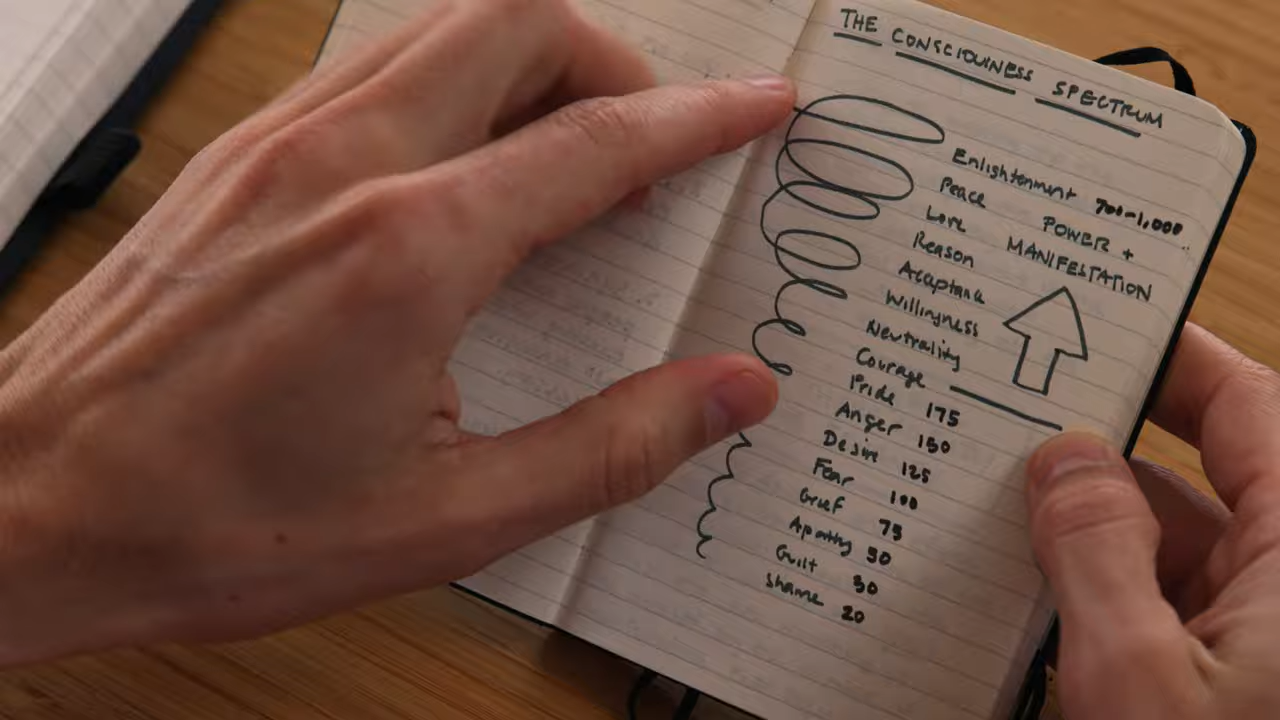 THE CONSCIOUSNESS SPECTRUM
Enlightenment 700-1,000
Peace
Love
POWER +
Reason
MANIFESTATION
Acceptance
Willingness
Neutrality
Courage
Pride 175
Anger 150
Desire 125
Fear 100
Grief 75
Apathy 50
Guilt 30
Shame 20